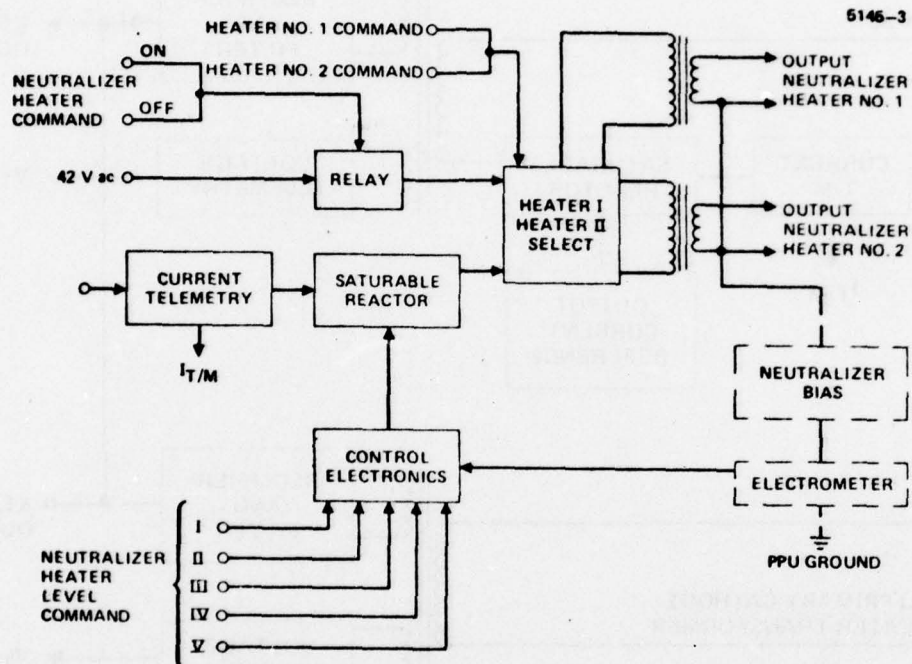 5145-3
HEATER NO. 1 COMMAND
HEATER NO. 2 COMMAND
ON
NEUTRALIZER
HEATER
COMMAND
OFF
42 V ac
RELAY
HEATER I
HEATER II
SELECT
OUTPUT
NEUTRALIZER
HEATER NO. 1
OUTPUT
NEUTRALIZER
HEATER NO. 2
CURRENT
TELEMETRY
SATURABLE
REACTOR
I T/M
NEUTRALIZER
BIAS
CONTROL
ELECTRONICS
ELECTROMETER
PPU GROUND
NEUTRALIZER
HEATER
LEVEL
COMMAND
I
II
III
IV
V